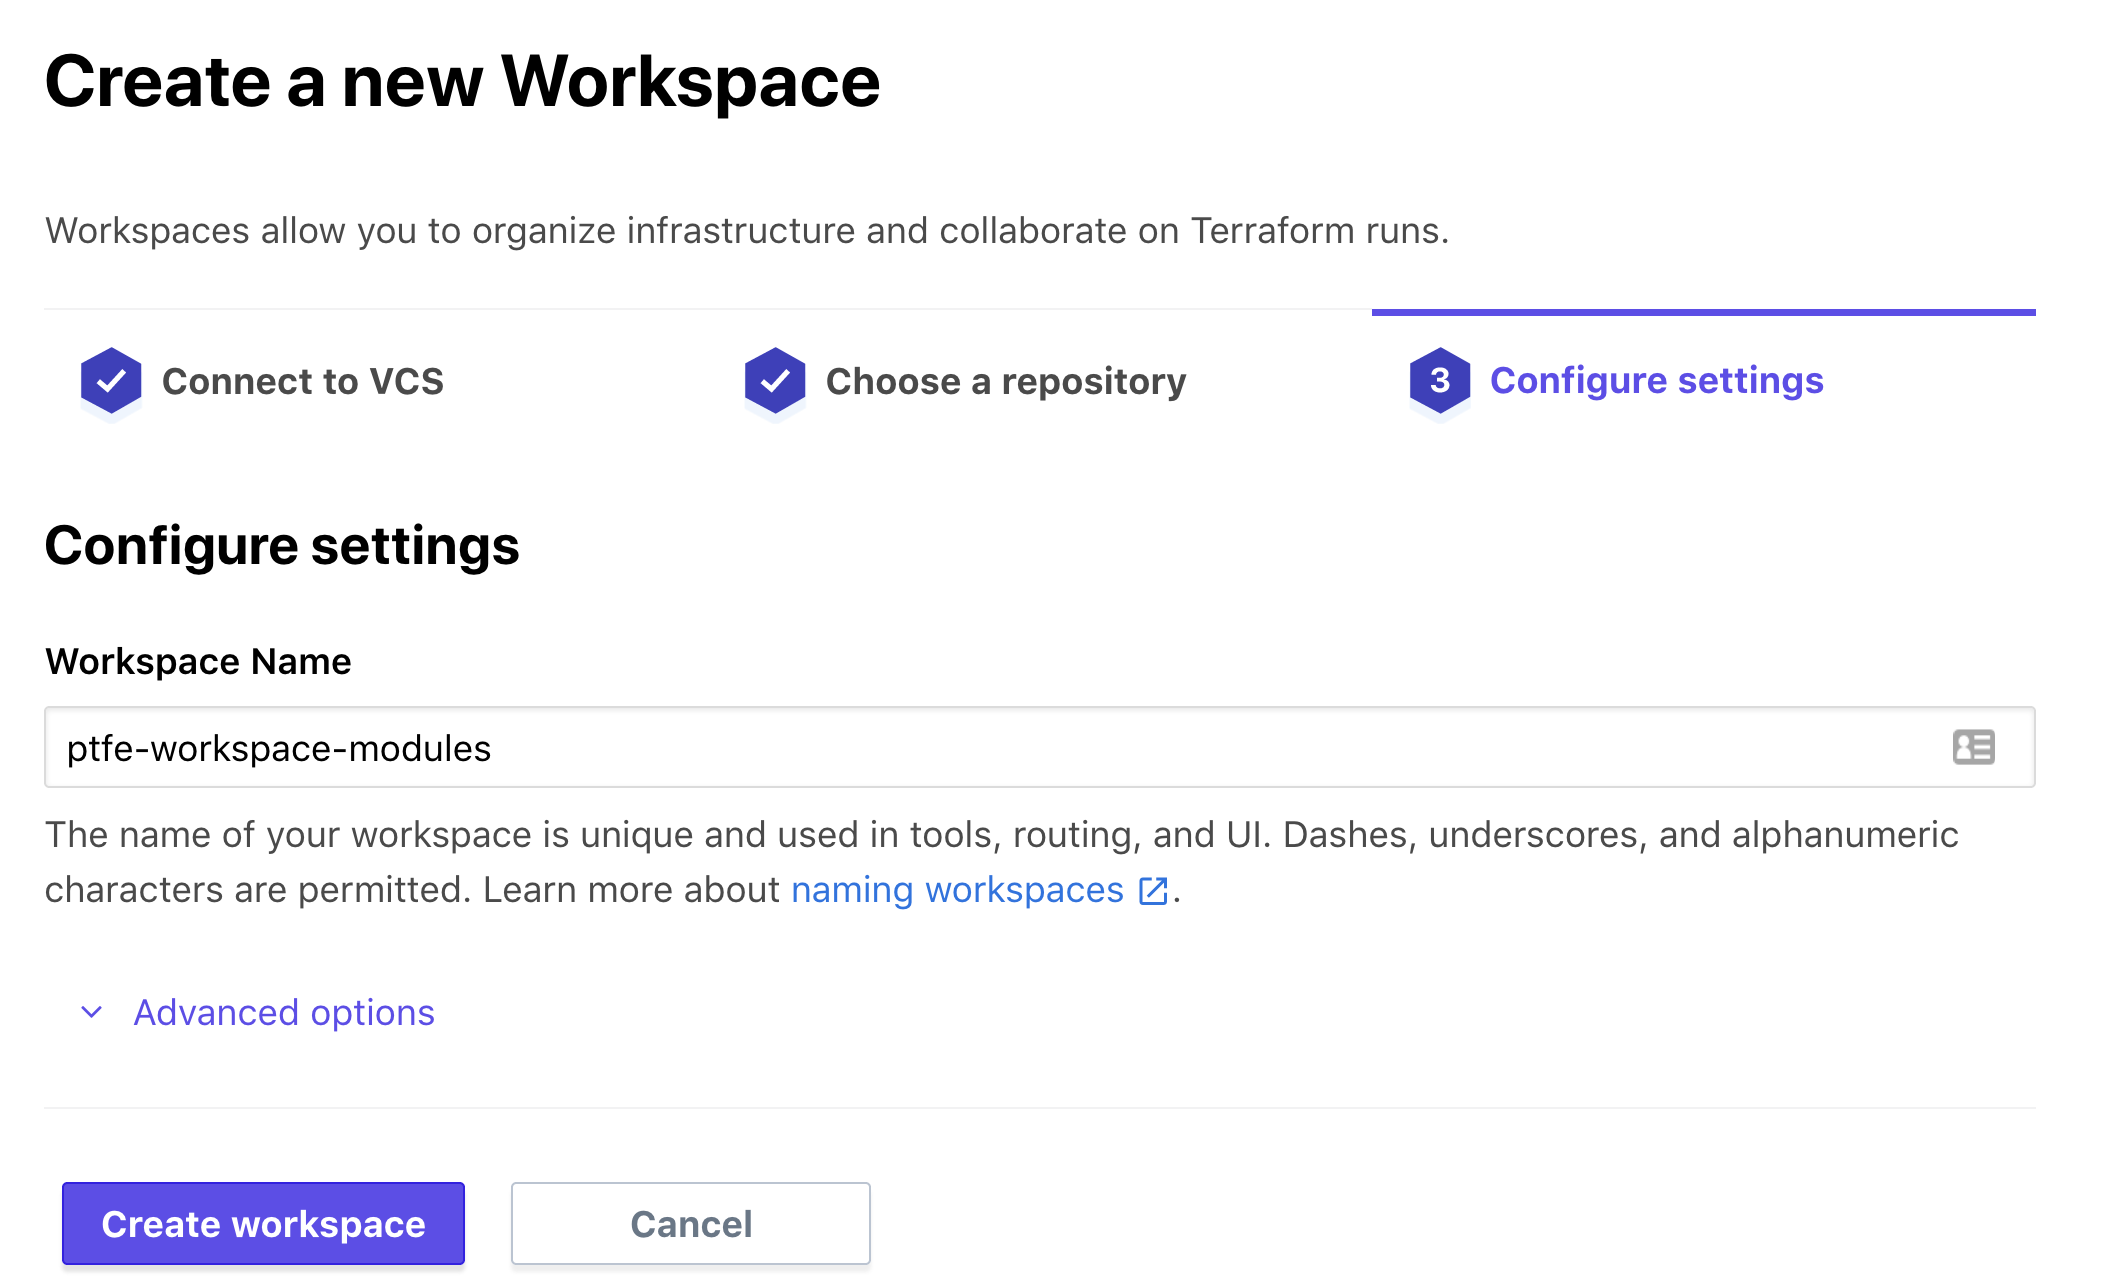 Create a new Workspace
Workspaces allow you to organize infrastructure and collaborate on Terraform runs.
Connect to VCS
Choose a repository
3 Configure settings
Configure settings
Workspace Name
ptfe-workspace-modules
The name of your workspace is unique and used in tools, routing, and UI. Dashes, underscores, and alphanumeric
characters are permitted. Learn more about naming workspaces .
Advanced options
Create workspace
Cancel